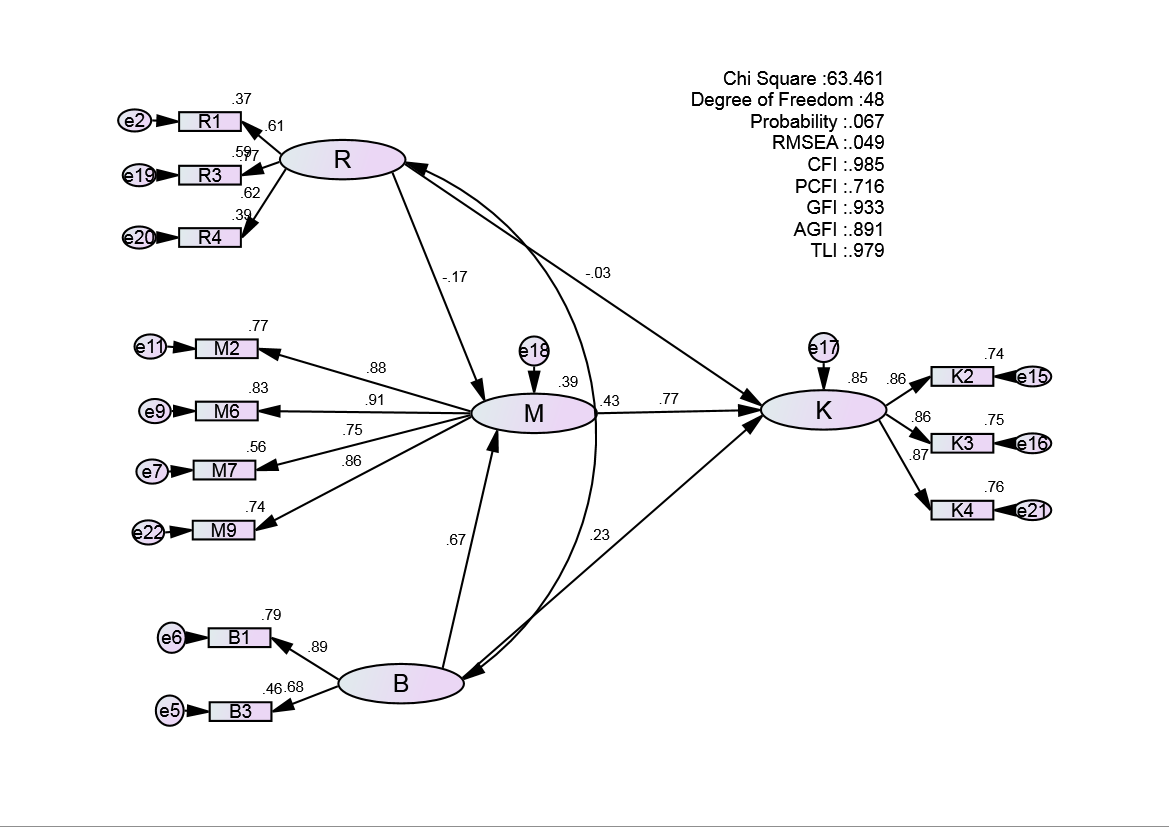 Chi Square :63.461
Degree of Freedom :48
Probability :.067
RMSEA :.049
CFI :.985
PCFI :.716
GFI :.933
AGFI :.891
TLI :.979
.37
e2
R1
.61
R
.59
.77
e19
R3
.62
.39
e20
R4
-.17
-.03
.77
e11
M2
.88
e18
.39
e17
.85
.86
.74
K2
e15
.83
e9
M6
.91
M
.43
.77
K
.86
.75
K3
e16
.56
e7
M7
.75
.87
.76
K4
e21
.86
.74
e22
M9
.67
.23
.79
e6
B1
.89
B
.46
.68
e5
B3